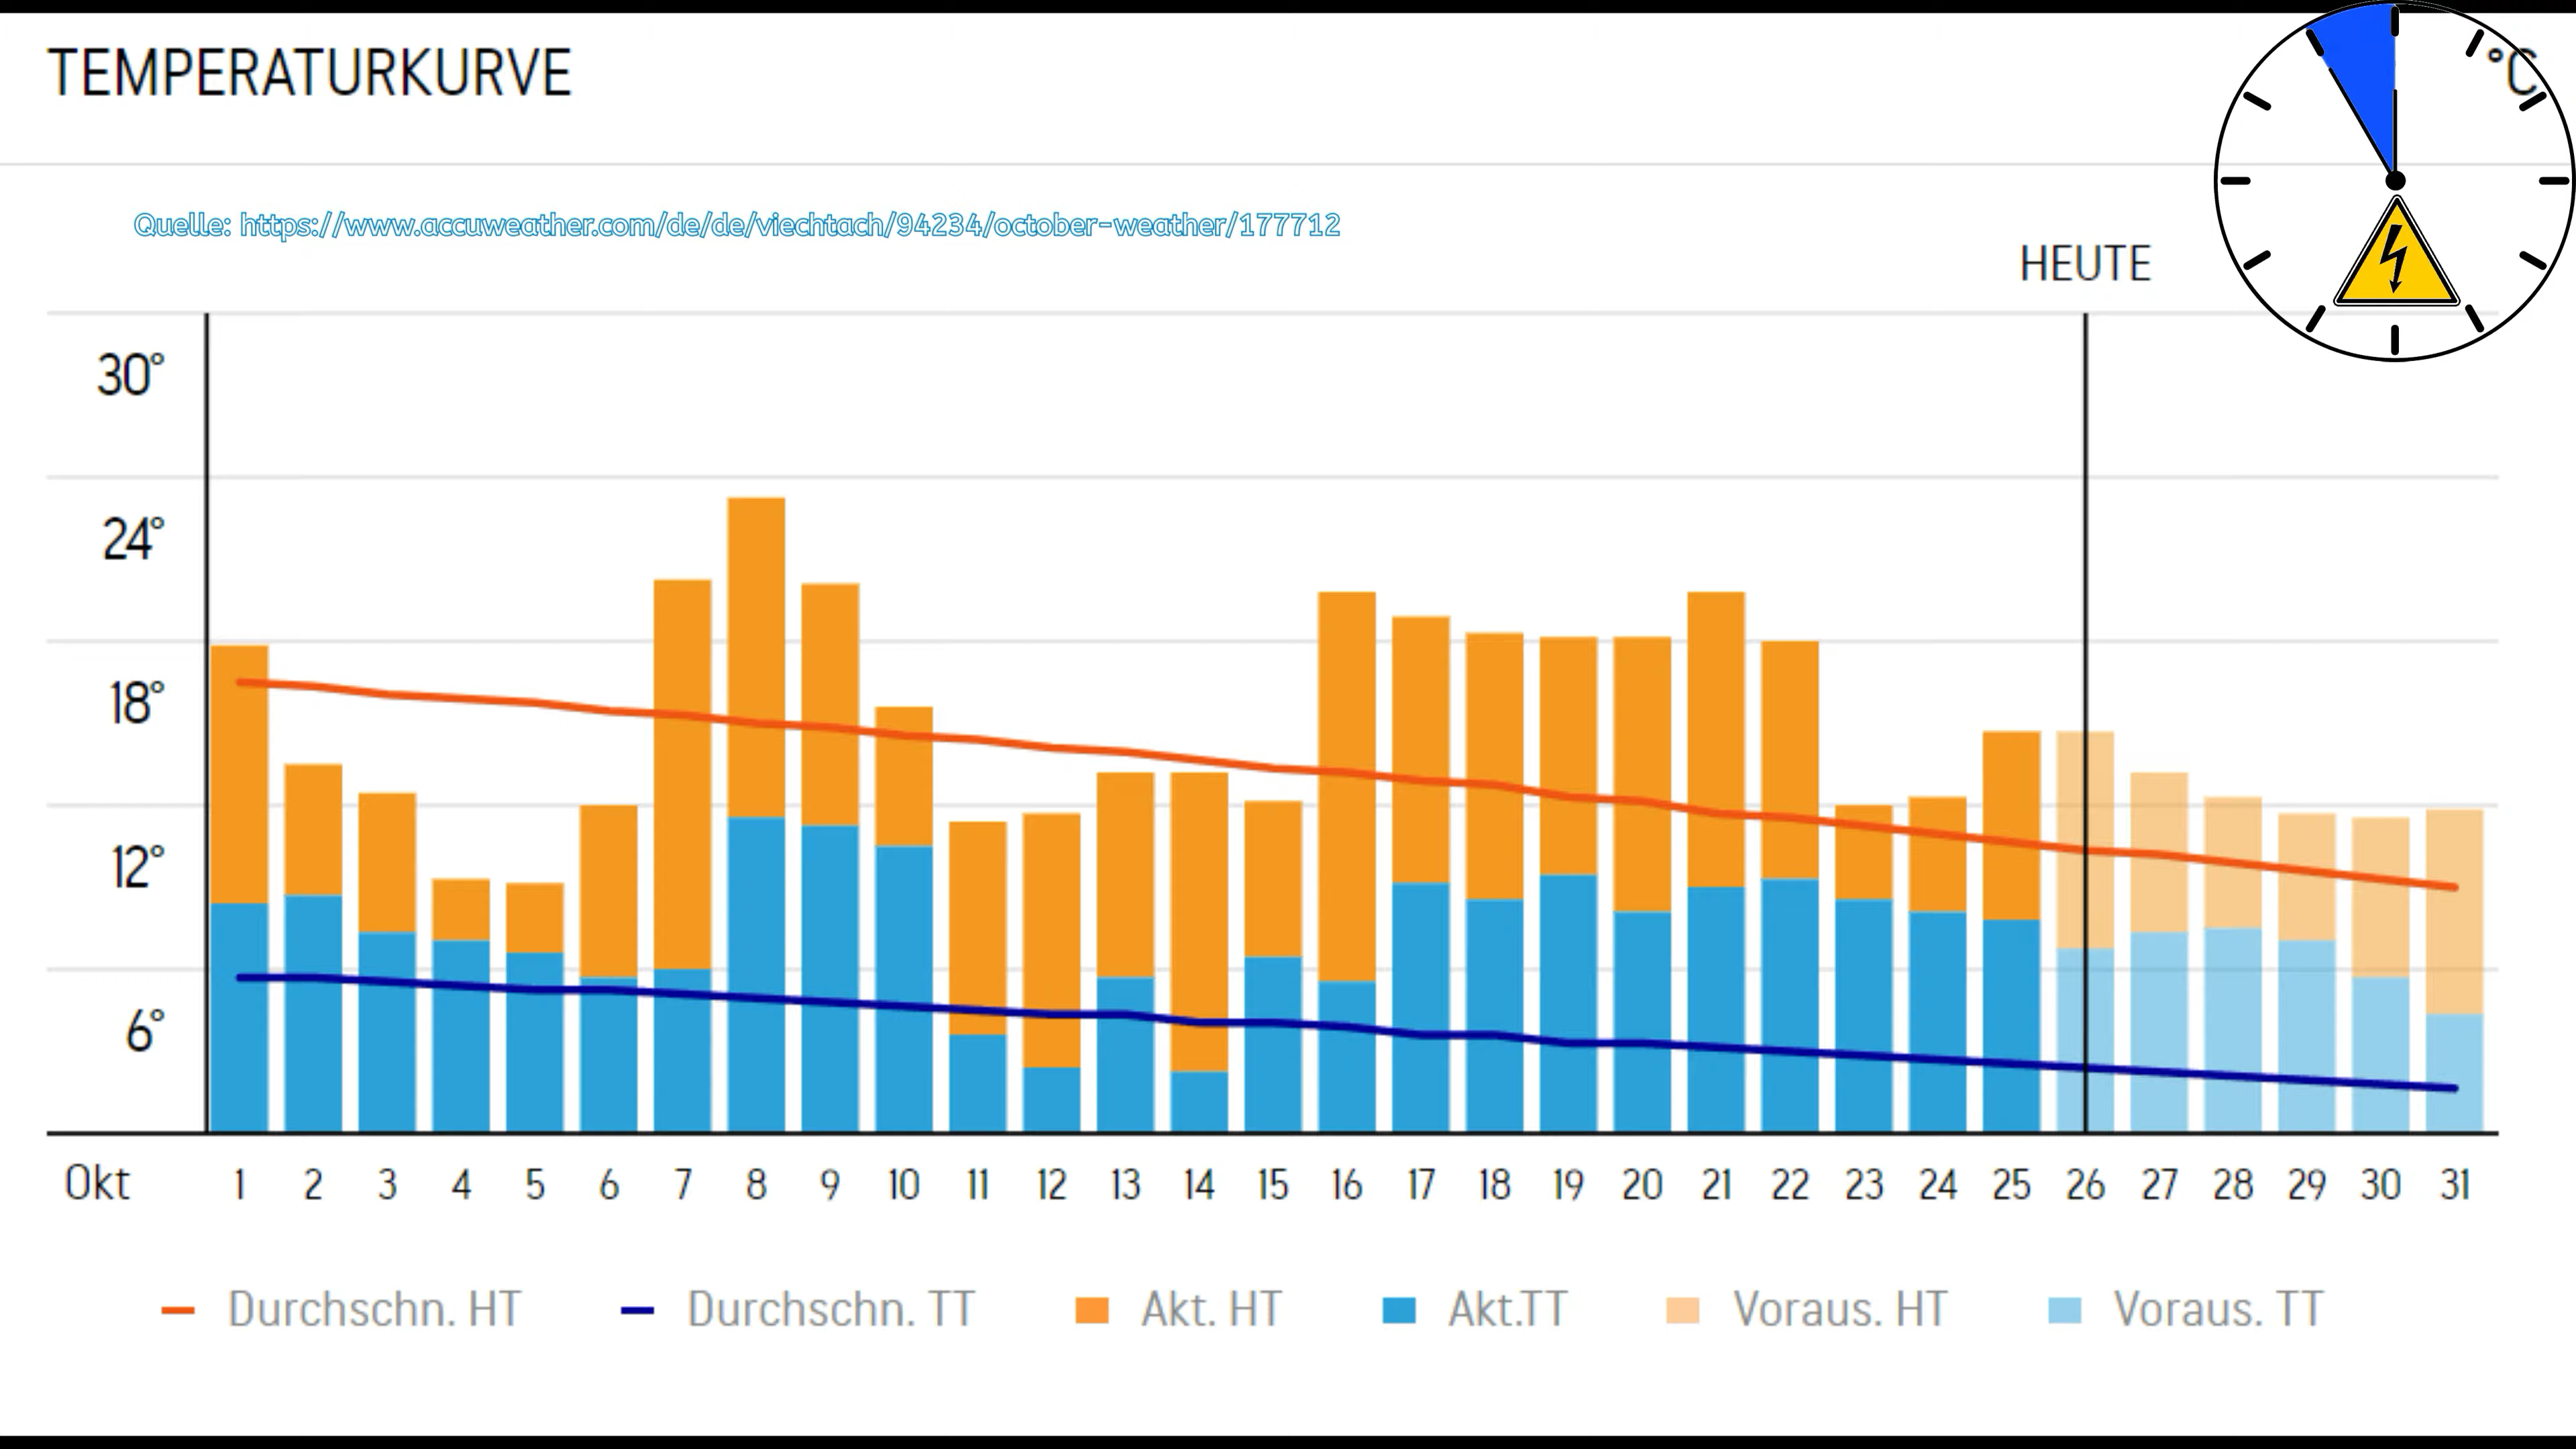 TEMPERATURKURVE
°C
Quelle: https://www.accuweather.com/de/de/viechtach/94234/october-weather/177712
HEUTE
30°
24°
18°
12°
6°
Okt 1 2 3 4 5 6 7 8 9 10 11 12 13 14 15 16 17 18 19 20 21 22 23 24 25 26 27 28 29 30 31
Durchschn. HT Durchschn. TT Akt. HT Akt.TT Voraus. HT Voraus. TT